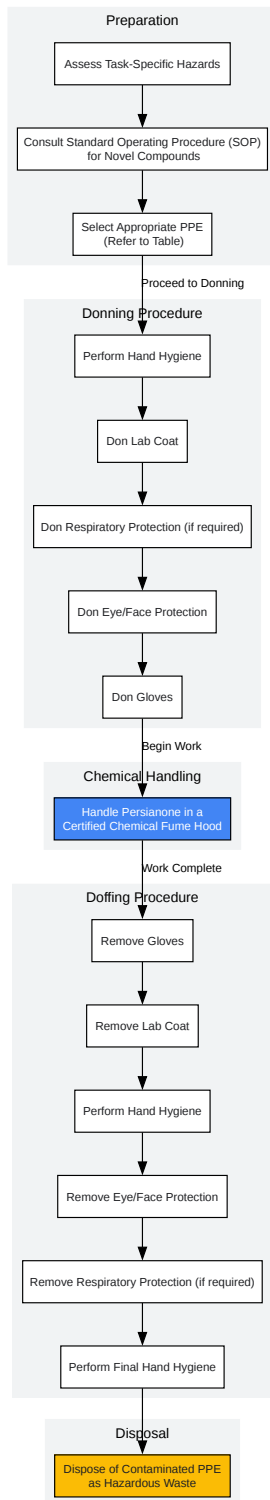 Preparation
Assess Task-Specific Hazards
Consult Standard Operating Procedure (SOP)
for Novel Compounds
Select Appropriate PPE
(Refer to Table)
Proceed to Donning
Donning Procedure
Perform Hand Hygiene
Don Lab Coat
Don Respiratory Protection (if required)
Don Eye/Face Protection
Don Gloves
Begin Work
Chemical Handling
Handle Persianone in a
Certified Chemical Fume Hood
Work Complete
Doffing Procedure
Remove Gloves
Remove Lab Coat
Perform Hand Hygiene
Remove Eye/Face Protection
Remove Respiratory Protection (if required)
Perform Final Hand Hygiene
Disposal
Dispose of Contaminated PPE
as Hazardous Waste